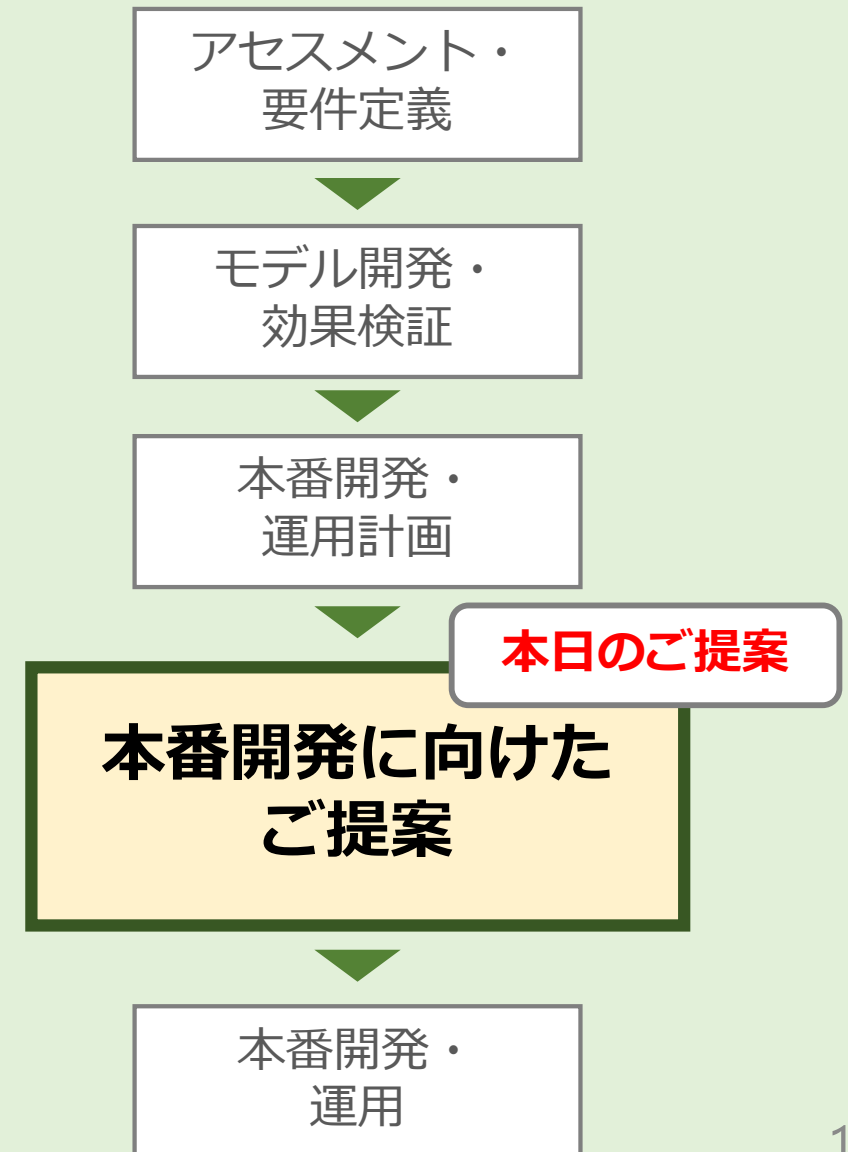 アセスメント・
要件定義
モデル開発・
効果検証
本番開発・
運用計画
本日のご提案
本番開発に向けた
ご提案
本番開発・
運用
1